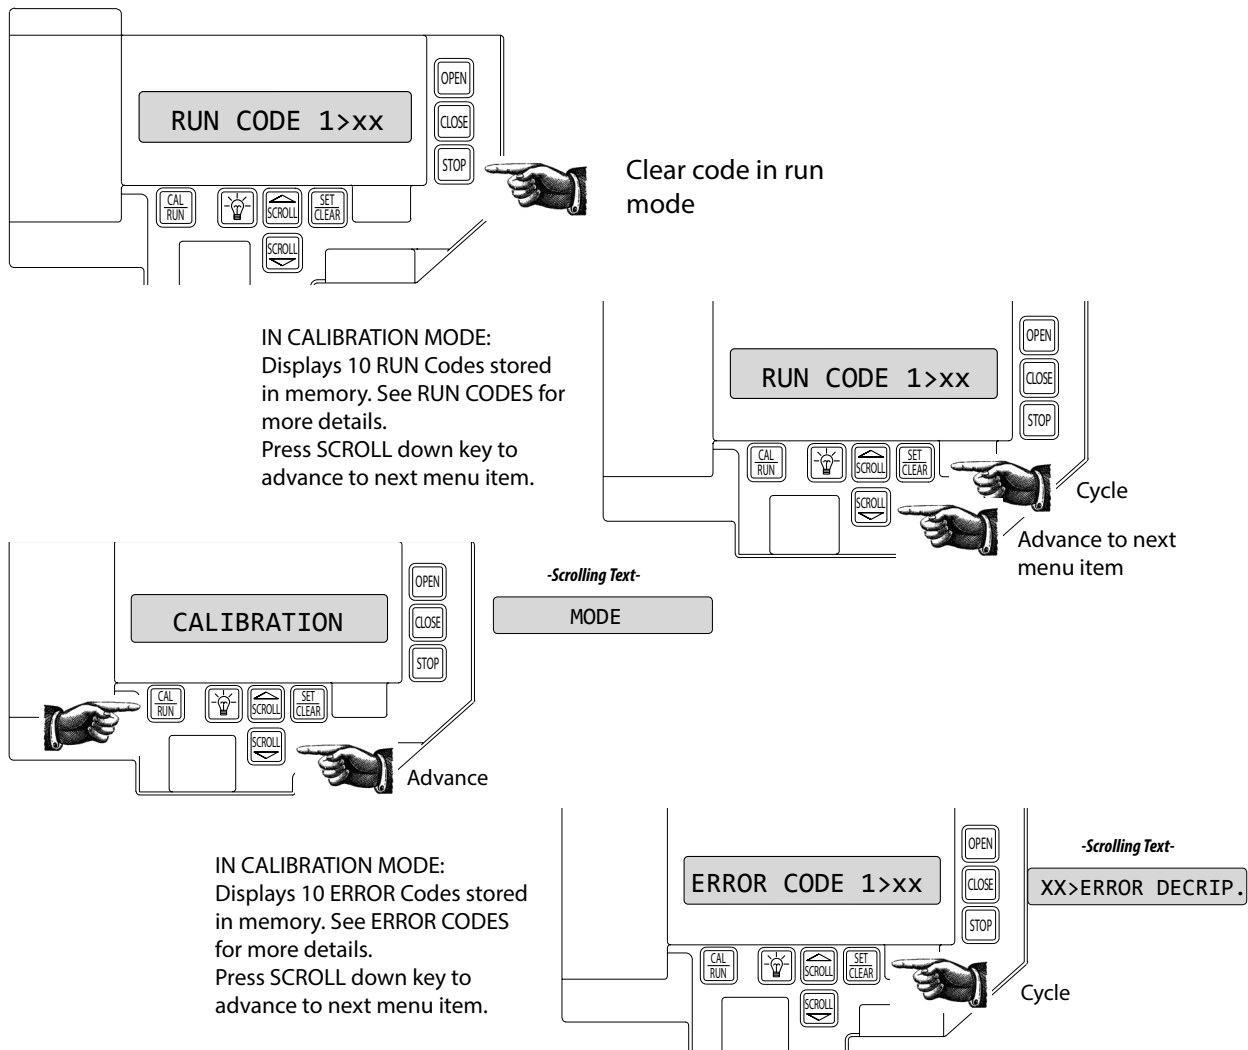 RUN CODE 1>xx
OPEN
CLOSE
STOP
CAL
RUN
SCROLL
SET
CLEAR
SCROLL
Clear code in run
mode
IN CALIBRATION MODE:
Displays 10 RUN Codes stored
in memory. See RUN CODES for
more details.
Press SCROLL down key to
advance to next menu item.
RUN CODE 1>xx
OPEN
CLOSE
STOP
CAL
RUN
SCROLL
SET
CLEAR
SCROLL
Cycle
Advance to next
menu item
CALIBRATION
OPEN
CLOSE
STOP
CAL
RUN
SCROLL
SET
CLEAR
SCROLL
Advance
-Scrolling Text-
MODE
IN CALIBRATION MODE:
Displays 10 ERROR Codes stored
in memory. See ERROR CODES
for more details.
Press SCROLL down key to
advance to next menu item.
ERROR CODE 1>xx
OPEN
CLOSE
STOP
CAL
RUN
SCROLL
SET
CLEAR
SCROLL
Cycle
-Scrolling Text-
XX>ERROR DECRIP.